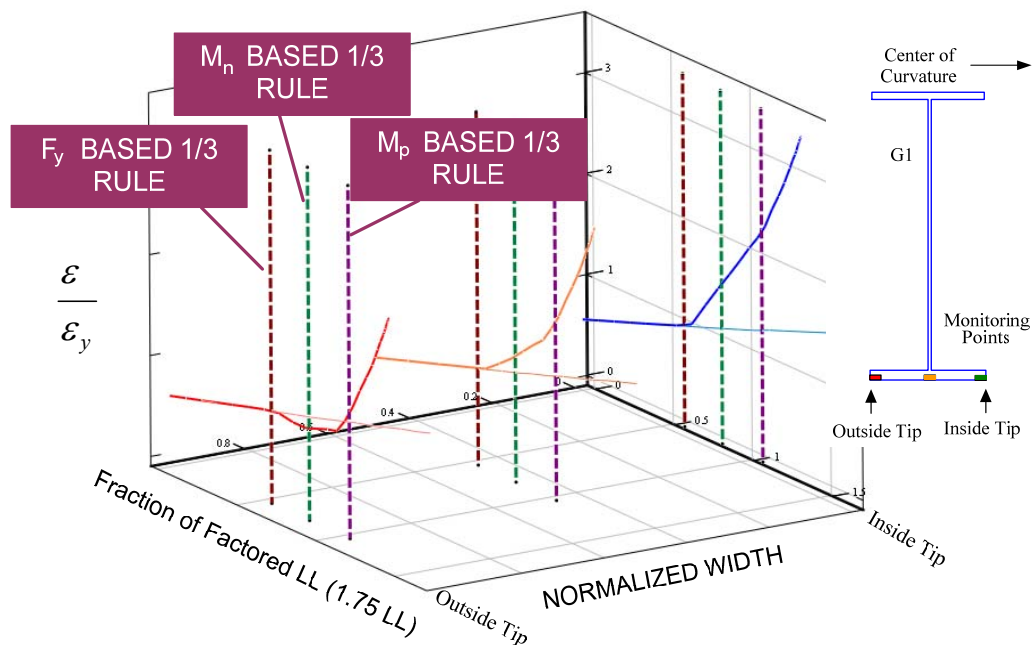 Mn BASED 1/3
RULE
Fy BASED 1/3
RULE
Mp BASED 1/3
RULE
ε
εy
3
2
1
0
0
0
0.2
0.4
0.6
0.8
0.5
1
1.5
Fraction of Factored LL (1.75 LL)
Outside Tip
NORMALIZED WIDTH
Inside Tip
Center of
Curvature
G1
Monitoring
Points
Outside Tip
Inside Tip